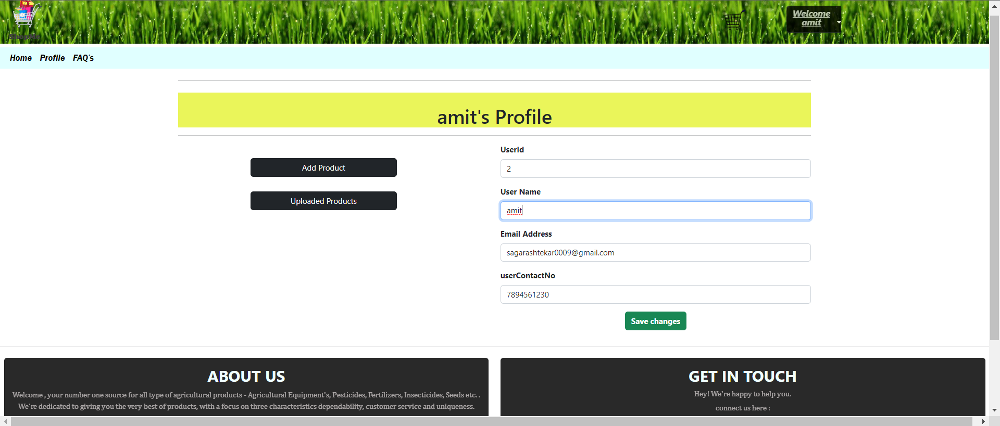 Welcome
amit
Home Profile FAQ's
amit's Profile
Add Product
Uploaded Products
UserId
2
User Name
amit
Email Address
sagarashtekar0009@gmail.com
userContactNo
7894561230
Save changes
ABOUT US
Welcome , your number one source for all type of agricultural products - Agricultural Equipment's, Pesticides, Fertilizers, Insecticides, Seeds etc. .
We're dedicated to giving you the very best of products, with a focus on three characteristics dependability, customer service and uniqueness.
GET IN TOUCH
Hey! We're happy to help you.
connect us here :